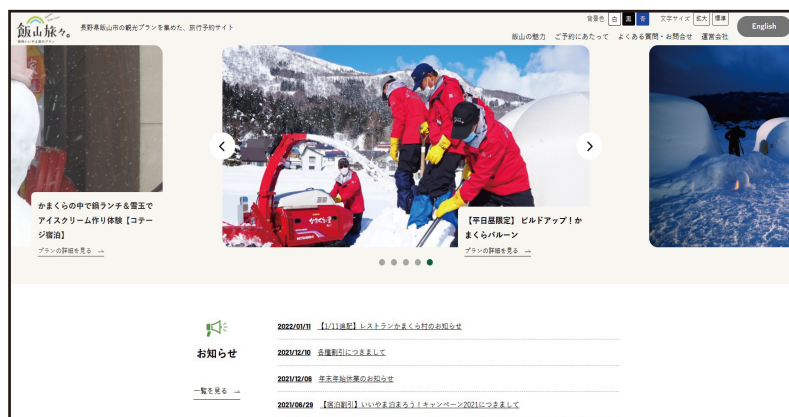 飯山旅々。
長野県飯山市の観光プランを集めた、旅行予約サイト
背景色 白 黒 青 文字サイズ 拡大 標準
English
飯山の魅力 ご予約にあたって よくある質問・お問合せ 運営会社
かまくらの中で鍋ランチ&雪玉で
アイスクリーム作り体験【コテー
ジ宿泊】
プランの詳細を見る →
【平日昼限定】 ビルドアップ！か
まくらバルーン
プランの詳細を見る →
お知らせ
一覧を見る →
2022/01/11 【1/11追記】レストランかまくら村のお知らせ
2021/12/10 各種割引につきまして
2021/12/06 年末年始休業のお知らせ
2021/06/29 【宿泊割引】いいやま泊まろう！キャンペーン2021につきまして